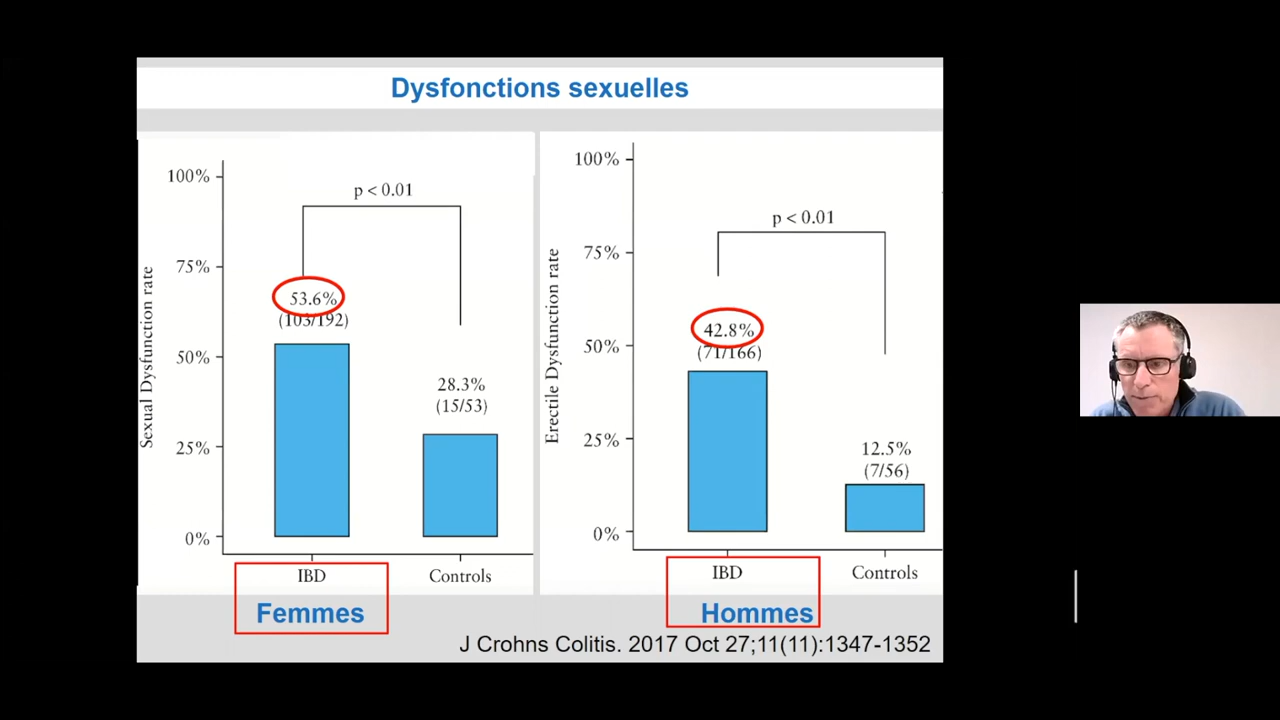 Dysfonctions sexuelles
Sexual Dysfunction rate
100%
75%
50%
25%
0%
p < 0.01
53.6%
(103/192)
28.3%
(15/53)
IBD
Controls
Femmes
Erectile Dysfunction rate
100%
75%
50%
25%
0%
p < 0.01
42.8%
(71/166)
12.5%
(7/56)
IBD
Controls
Hommes
J Crohns Colitis. 2017 Oct 27;11(11):1347-1352